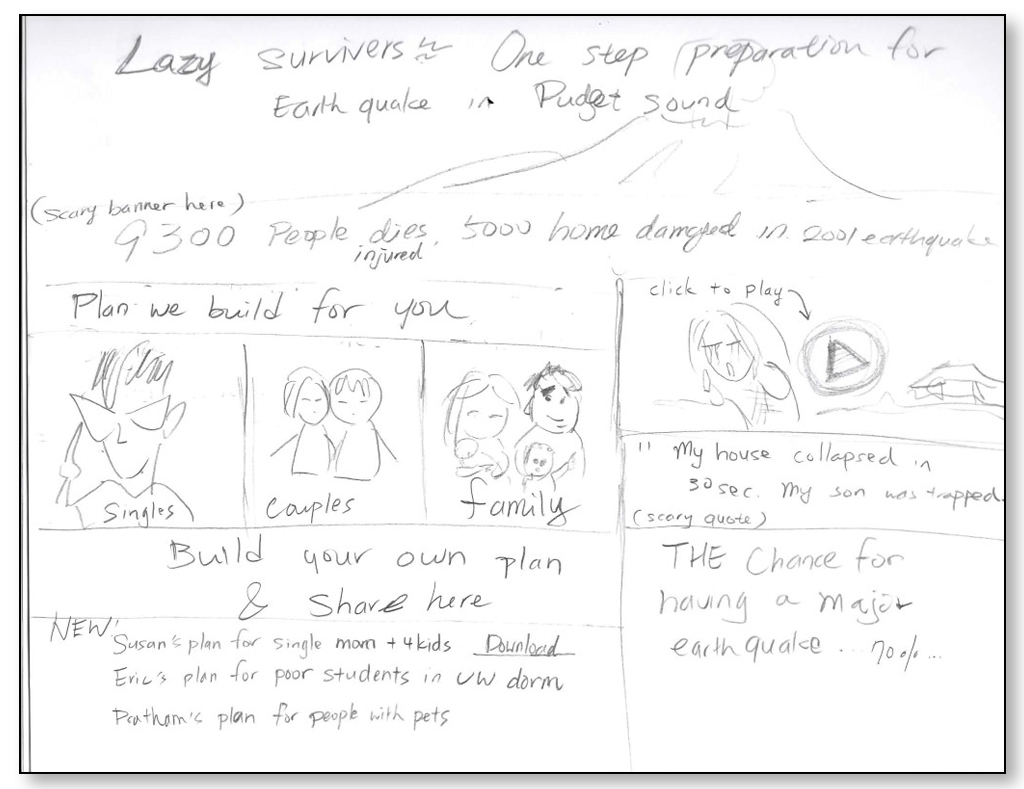 Lazy Survivers~ One step preparation for
Earth quake in Pudget sound
(scary banner here)
9300 People dies, 5000 home damaged in 2001 earthquake
injured
Plan we build for you
click to play
Singles
Couples
family
" My house collapsed in
30 sec. My son was trapped.
(scary quote)
Build your own plan
& Share here
THE Chance for
having a major
earth quake ... 70% ...
NEW!
Susan's plan for single mom + 4 kids Download
Eric's plan for poor students in UW dorm
Pratham's plan for people with pets